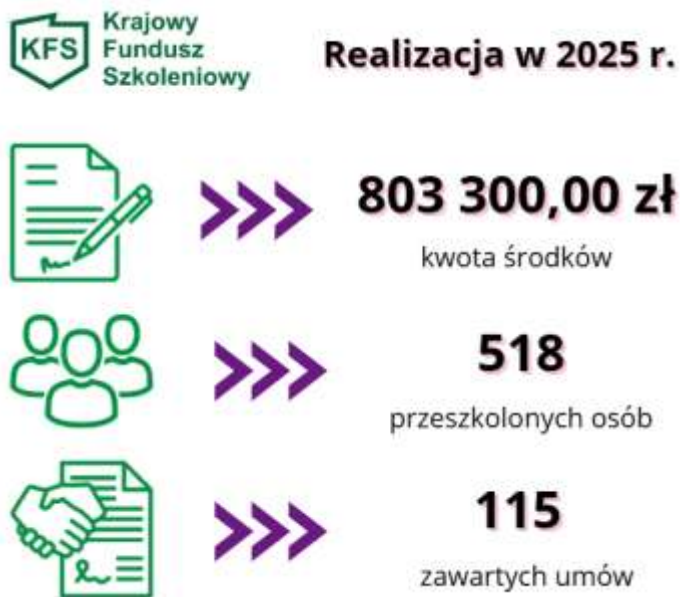 KFS
Krajowy
Fundusz
Szkoleniowy
Realizacja w 2025 r.
803 300,00 zł
kwota środków
518
przeszkolonych osób
115
zawartych umów